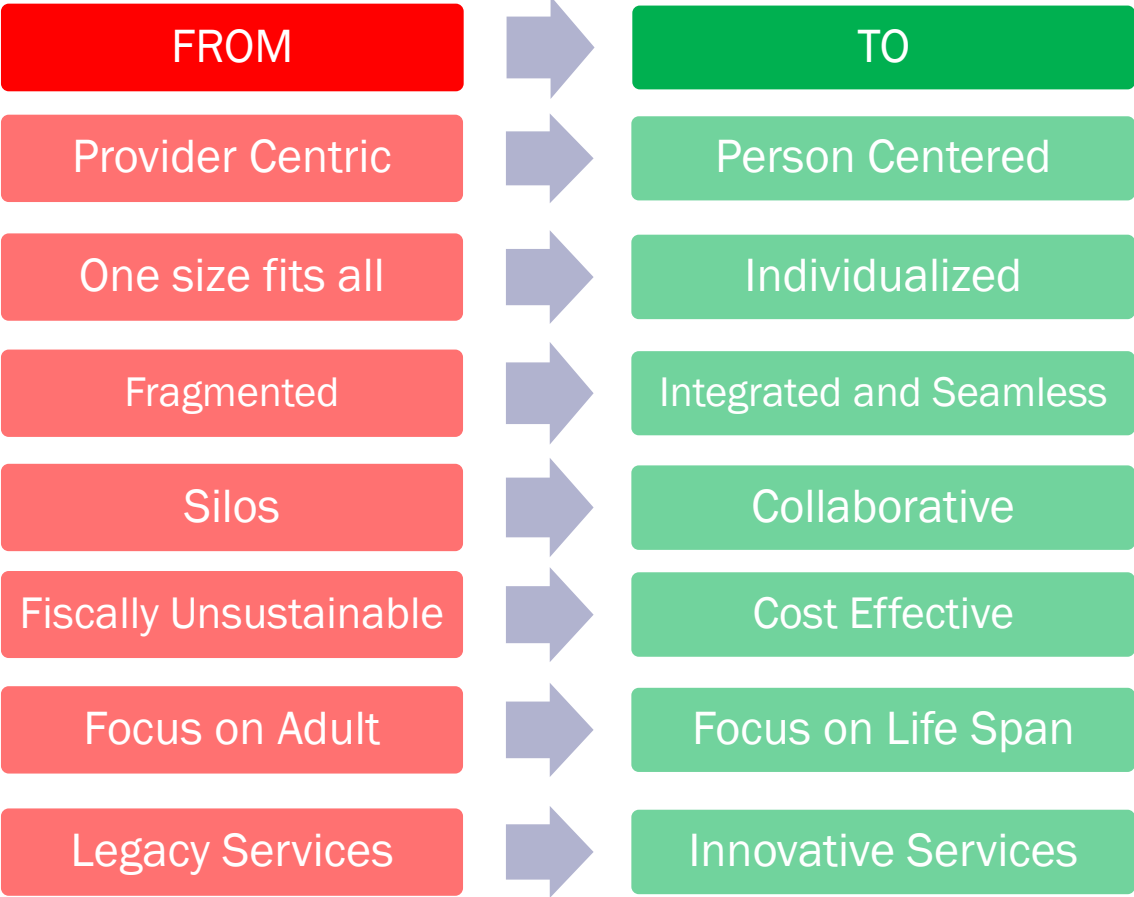 FROM
TO
Provider Centric
Person Centered
One size fits all
Individualized
Fragmented
Integrated and Seamless
Silos
Collaborative
Fiscally Unsustainable
Cost Effective
Focus on Adult
Focus on Life Span
Legacy Services
Innovative Services